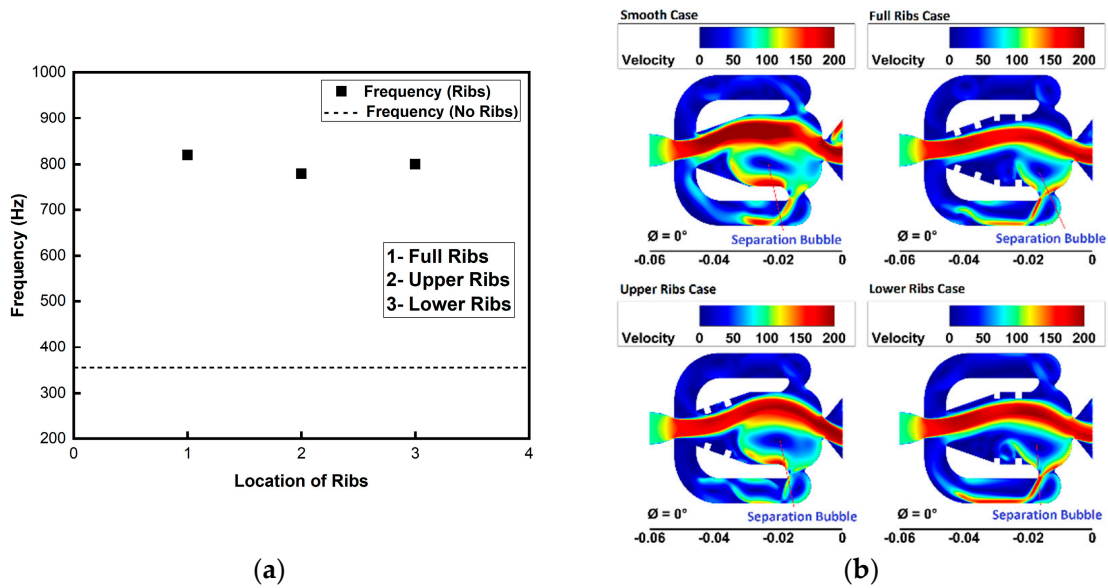 1000
900
800
700
600
500
400
300
200
0
1
2
3
4
Frequency (Hz)
Location of Ribs
Frequency (Ribs)
Frequency (No Ribs)
1- Full Ribs
2- Upper Ribs
3- Lower Ribs
(a)
Smooth Case
Velocity
0 50 100 150 200
Separation Bubble
Ø = 0°
-0.06 -0.04 -0.02 0
Full Ribs Case
Velocity
0 50 100 150 200
Separation Bubble
Ø = 0°
-0.06 -0.04 -0.02 0
Upper Ribs Case
Velocity
0 50 100 150 200
Ø = 0°
Separation Bubble
-0.06 -0.04 -0.02 0
Lower Ribs Case
Velocity
0 50 100 150 200
Ø = 0°
Separation Bubble
-0.06 -0.04 -0.02 0
(b)